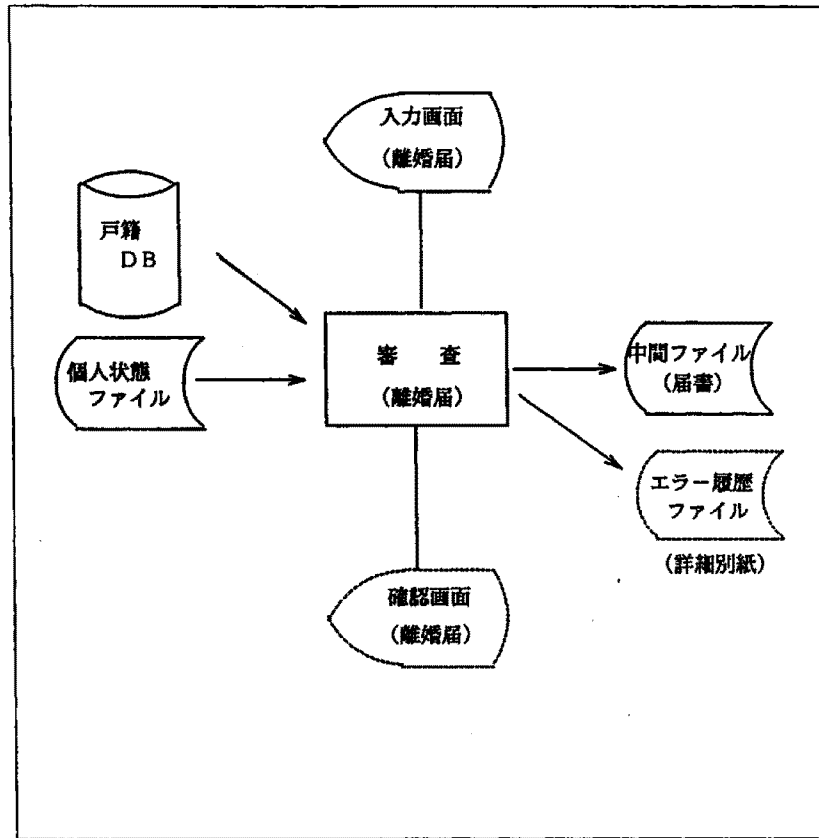 入力画面
(離婚届)
戸籍
DB
個人状態
ファイル
審　査
(離婚届)
中間ファイル
(届書)
エラー履歴
ファイル
(詳細別紙)
確認画面
(離婚届)